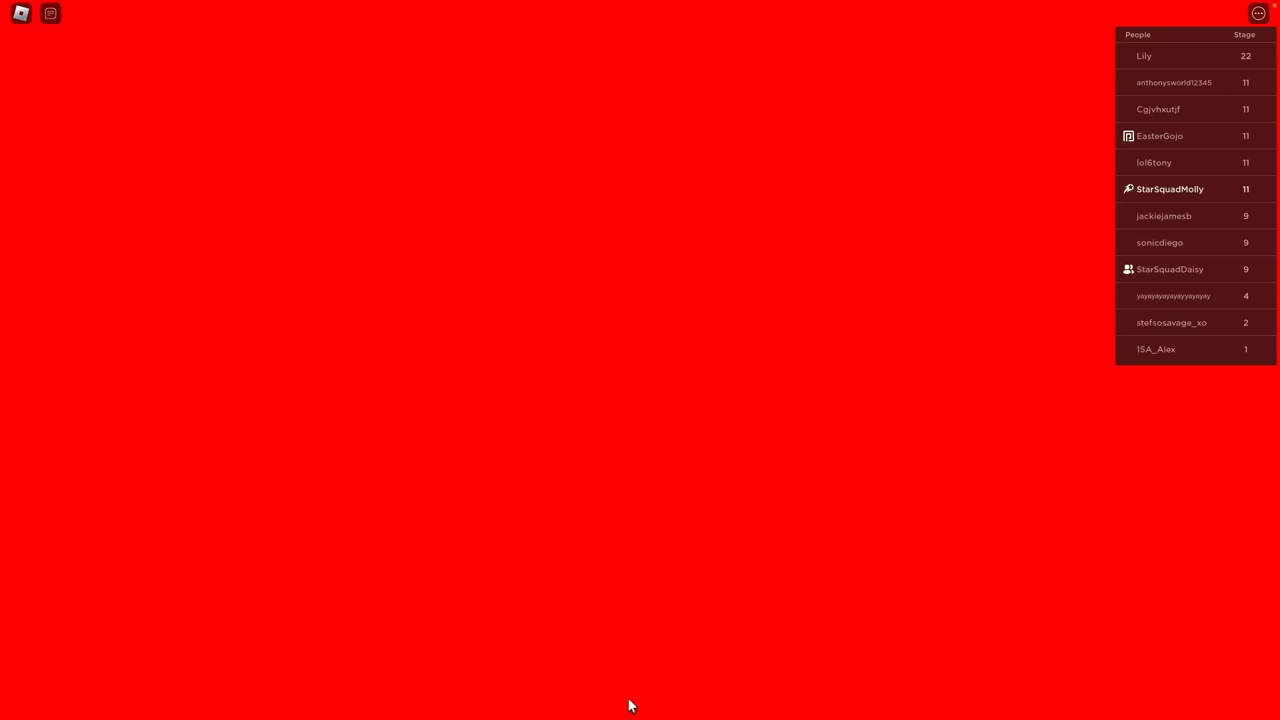 People Stage
Lily 22
anthonysworld12345 11
Cgjvhxutjf 11
EasterGojo 11
lol6tony 11
StarSquadMolly 11
jackiejamesb 9
sonicdiego 9
StarSquadDaisy 9
yayayayayayayyayayay 4
stefsosavage_xo 2
15A_Alex 1